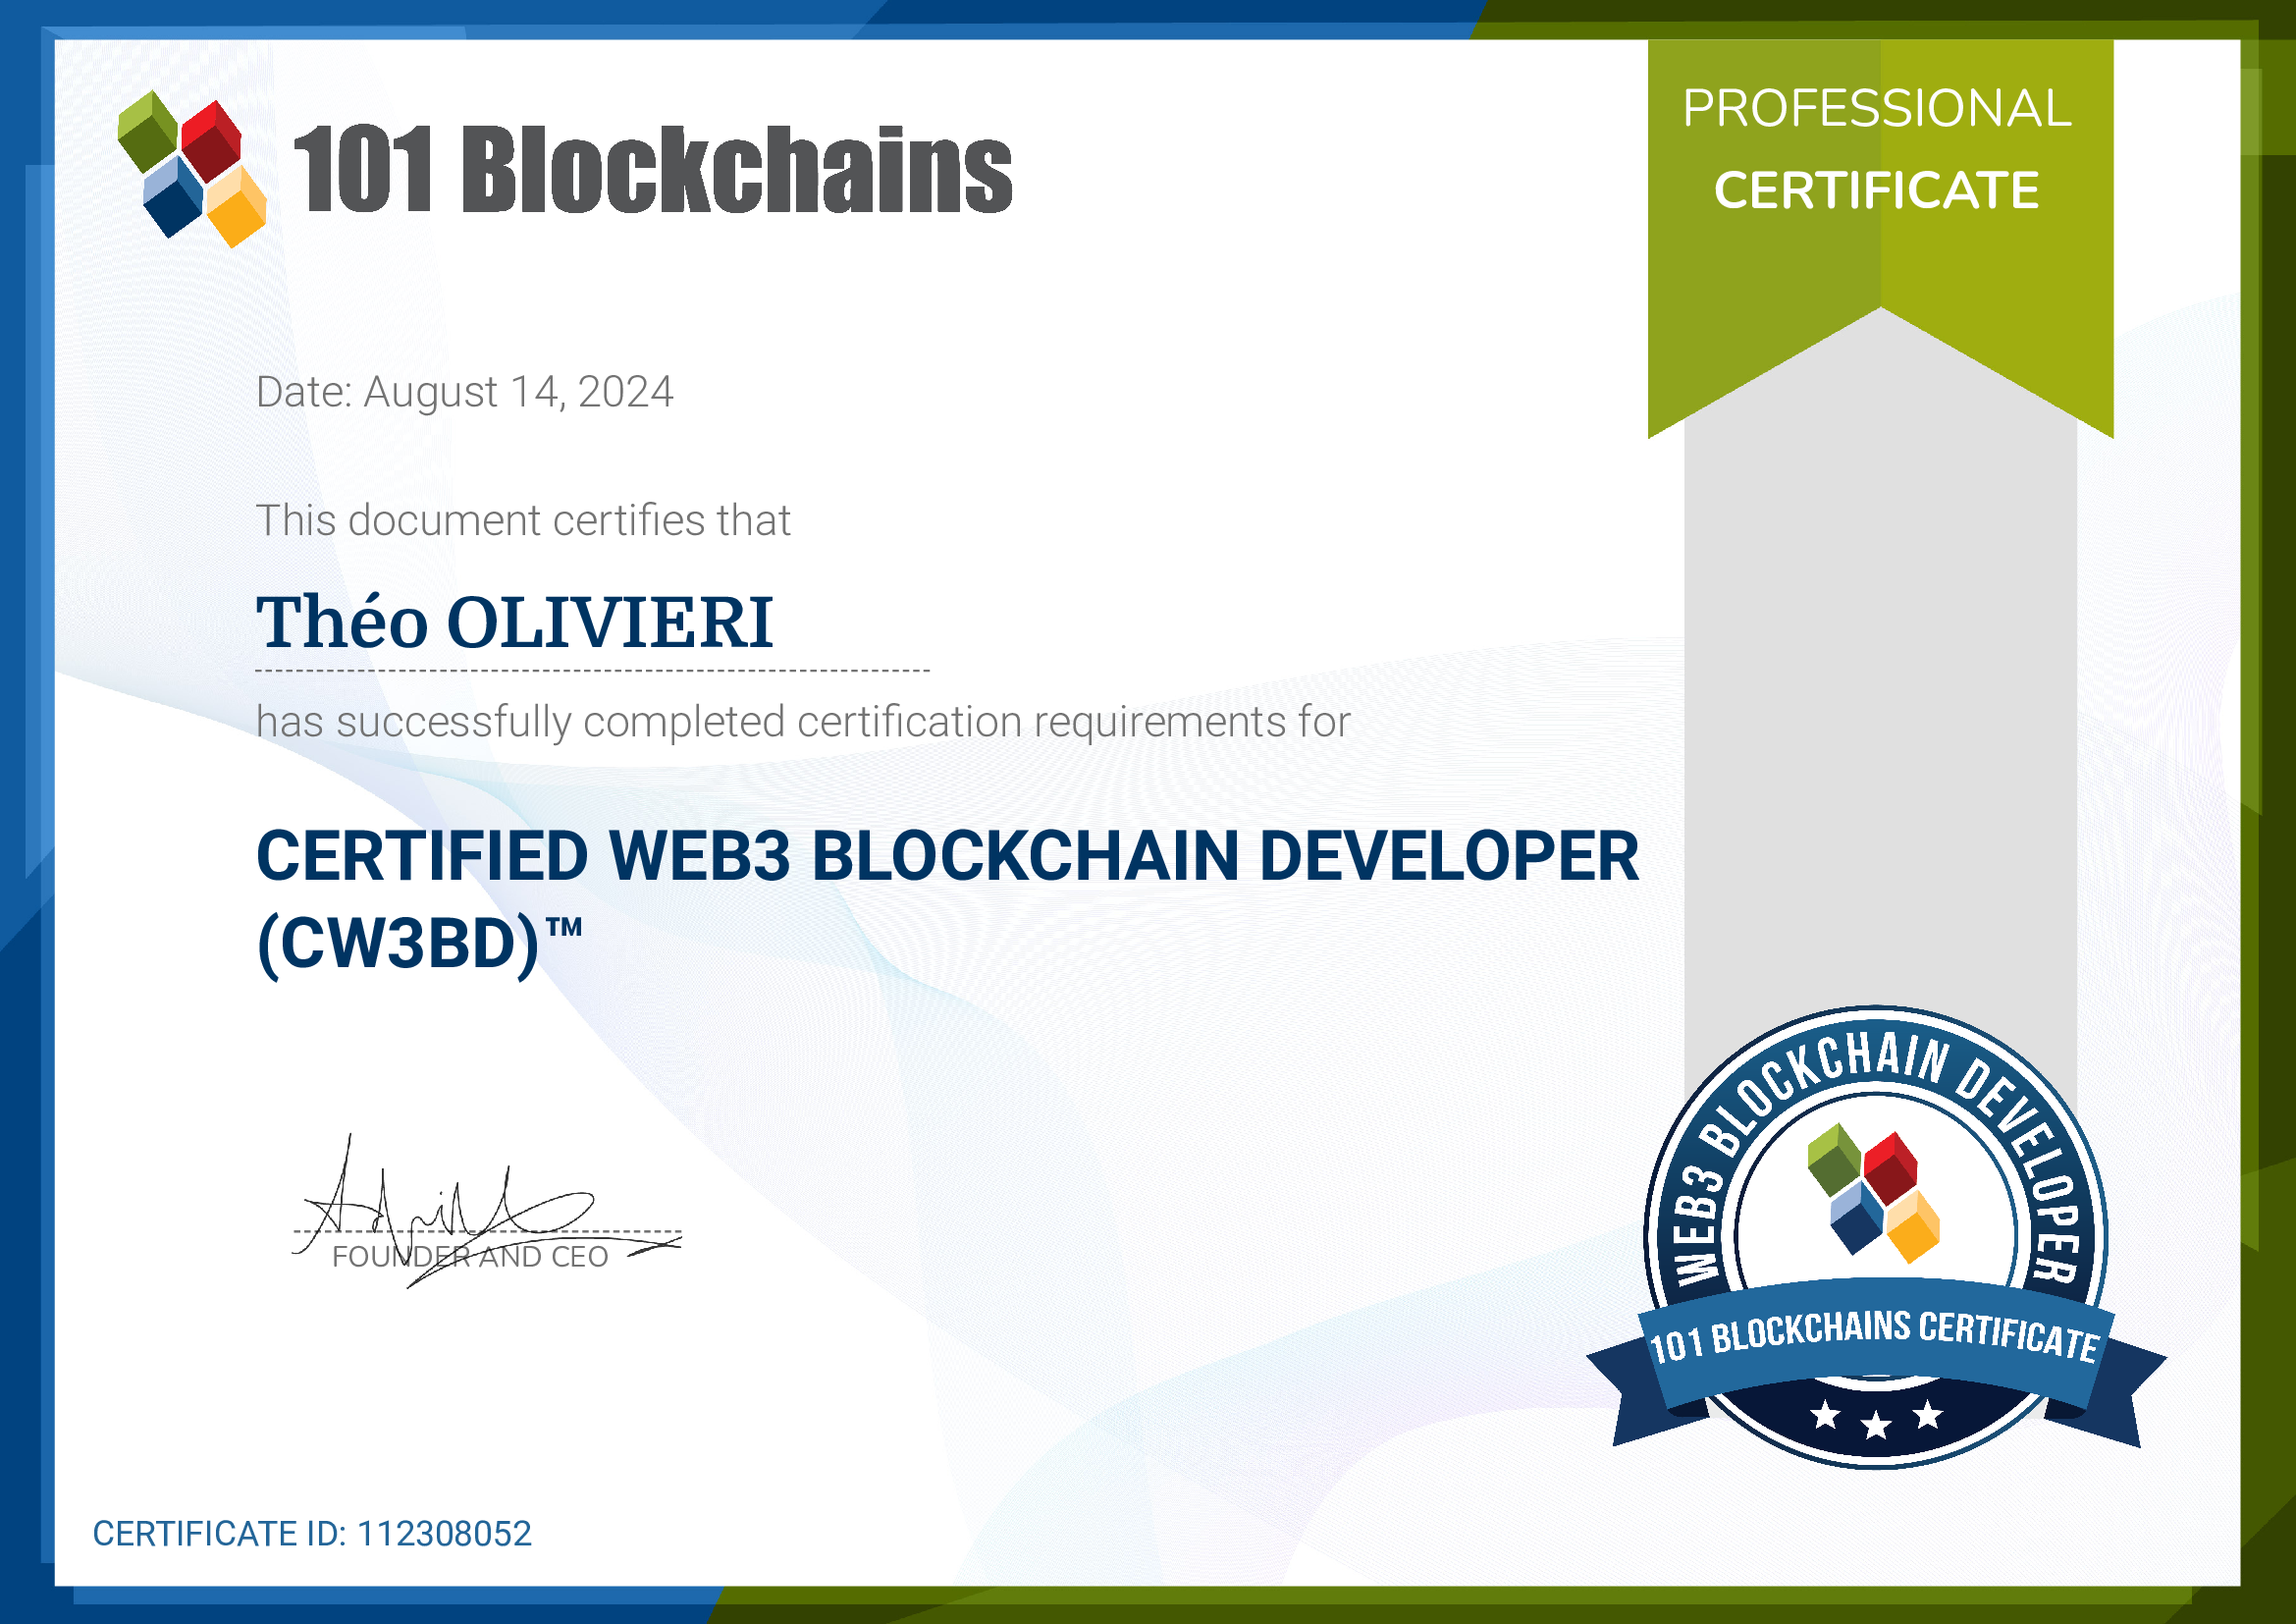 101 Blockchains
PROFESSIONAL
CERTIFICATE
Date: August 14, 2024
This document certifies that
Théo OLIVIERI
has successfully completed certification requirements for
CERTIFIED WEB3 BLOCKCHAIN DEVELOPER
(CW3BD)™
FOUNDER AND CEO
WEB3 BLOCKCHAIN DEVELOPER
101 BLOCKCHAINS CERTIFICATE
CERTIFICATE ID: 112308052